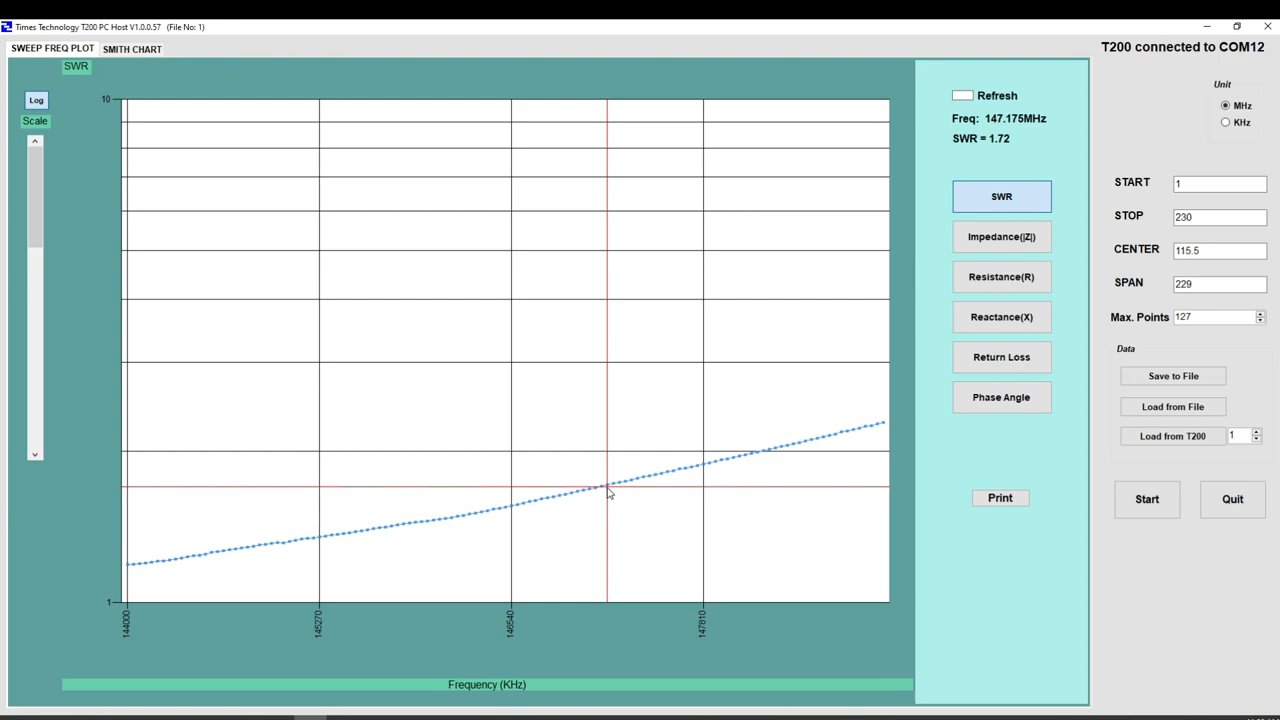 Times Technology T200 PC Host V1.0.0.57   (File No: 1)
SWEEP FREQ PLOT
SMITH CHART
T200 connected to COM12
SWR
Log
Scale
10
1
144000
145270
146540
147810
Frequency (KHz)
Refresh
Freq:  147.175MHz
SWR = 1.72
SWR
Impedance(|Z|)
Resistance(R)
Reactance(X)
Return Loss
Phase Angle
Print
Unit
MHz
KHz
START 1
STOP 230
CENTER 115.5
SPAN 229
Max. Points 127
Data
Save to File
Load from File
Load from T200 1
Start
Quit